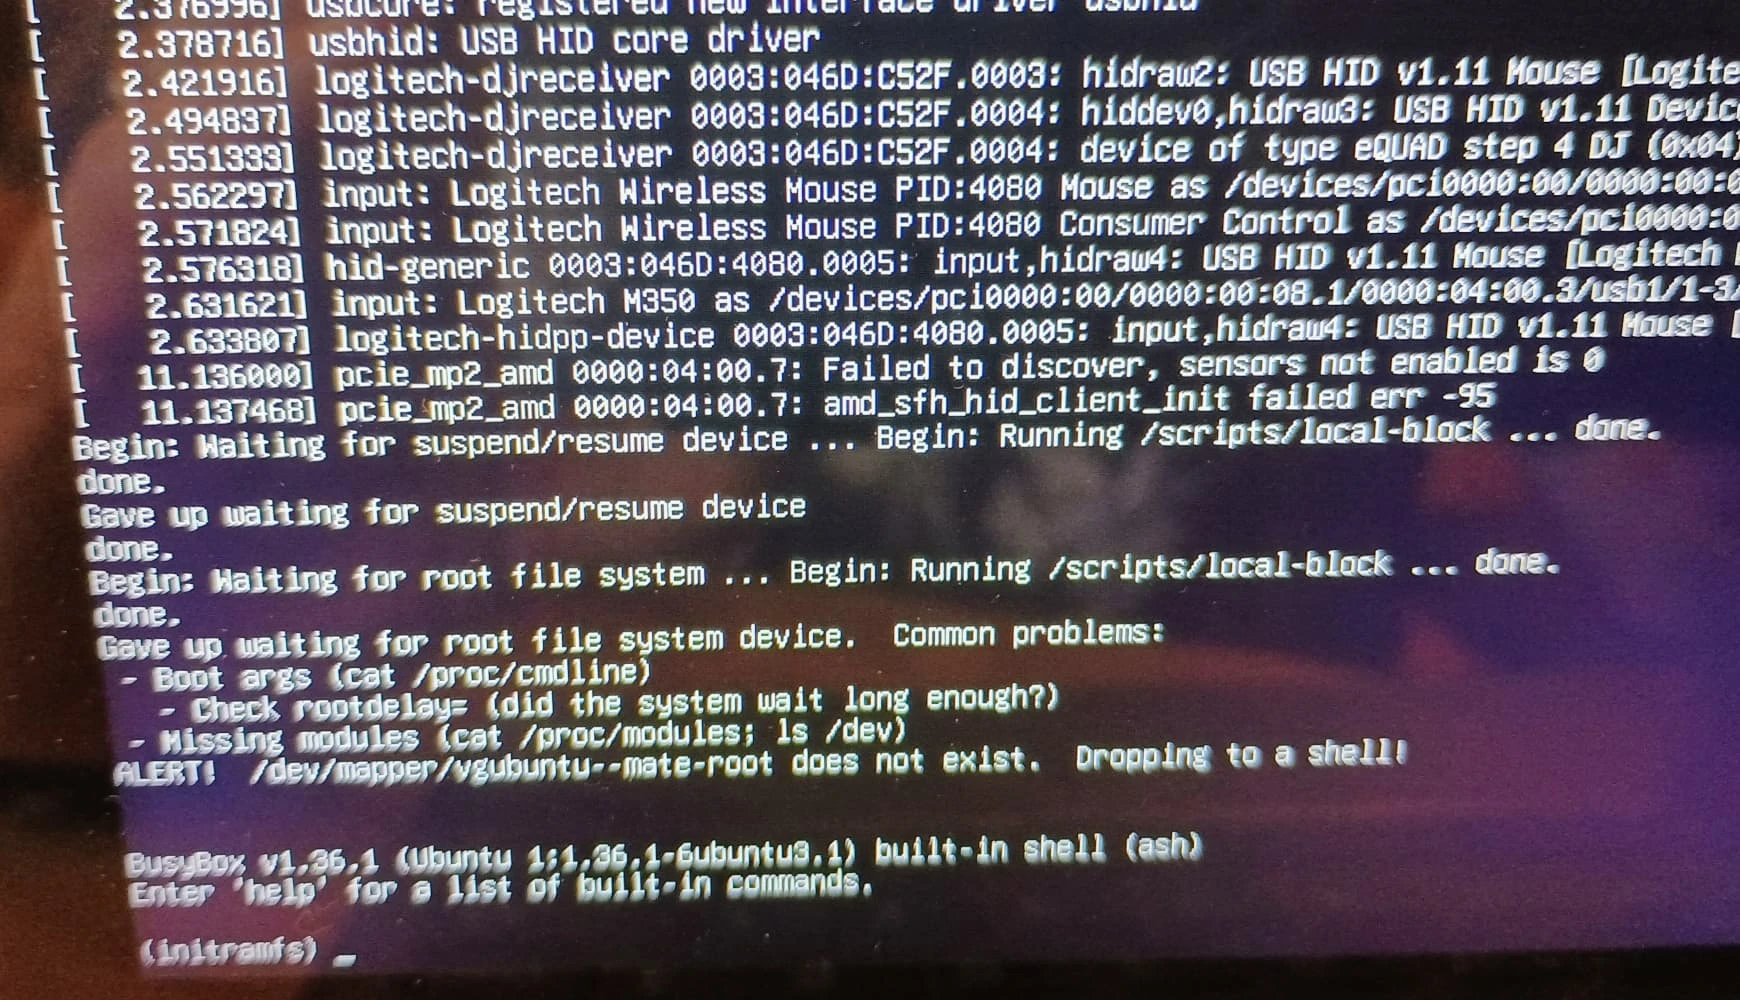 [    2.376996] usbcore: registered new interface driver usbhid
[    2.378716] usbhid: USB HID core driver
[    2.421916] logitech-djreceiver 0003:046D:C52F.0003: hidraw2: USB HID v1.11 Mouse [Logite
[    2.494837] logitech-djreceiver 0003:046D:C52F.0004: hiddev0,hidraw3: USB HID v1.11 Devic
[    2.551333] logitech-djreceiver 0003:046D:C52F.0004: device of type eQUAD step 4 DJ (0x04)
[    2.562297] input: Logitech Wireless Mouse PID:4080 Mouse as /devices/pci0000:00/0000:00:0
[    2.571824] input: Logitech Wireless Mouse PID:4080 Consumer Control as /devices/pci0000:0
[    2.576318] hid-generic 0003:046D:4080.0005: input,hidraw4: USB HID v1.11 Mouse [Logitech
[    2.631621] input: Logitech M350 as /devices/pci0000:00/0000:00:08.1/0000:04:00.3/usb1/1-3/
[    2.633807] logitech-hidpp-device 0003:046D:4080.0005: input,hidraw4: USB HID v1.11 Mouse [
[   11.136000] pcie_mp2_amd 0000:04:00.7: Failed to discover, sensors not enabled is 0
[   11.137468] pcie_mp2_amd 0000:04:00.7: amd_sfh_hid_client_init failed err -95
Begin: Waiting for suspend/resume device ... Begin: Running /scripts/local-block ... done.
done.
Gave up waiting for suspend/resume device
done.
Begin: Waiting for root file system ... Begin: Running /scripts/local-block ... done.
done.
Gave up waiting for root file system device.  Common problems:
 - Boot args (cat /proc/cmdline)
   - Check rootdelay= (did the system wait long enough?)
 - Missing modules (cat /proc/modules; ls /dev)
ALERT!  /dev/mapper/vgubuntu--mate-root does not exist.  Dropping to a shell!
BusyBox v1.36.1 (Ubuntu 1:1.36.1-6ubuntu3.1) built-in shell (ash)
Enter 'help' for a list of built-in commands.
(initramfs) _